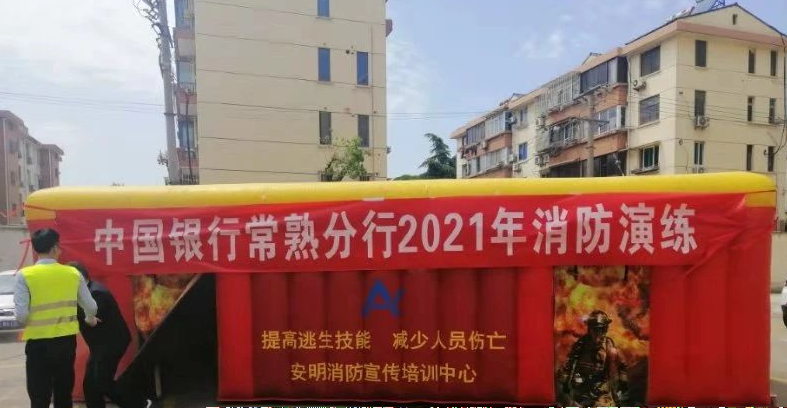 中国银行常熟分行2021年消防演练
提高逃生技能 减少人员伤亡
安明消防宣传培训中心